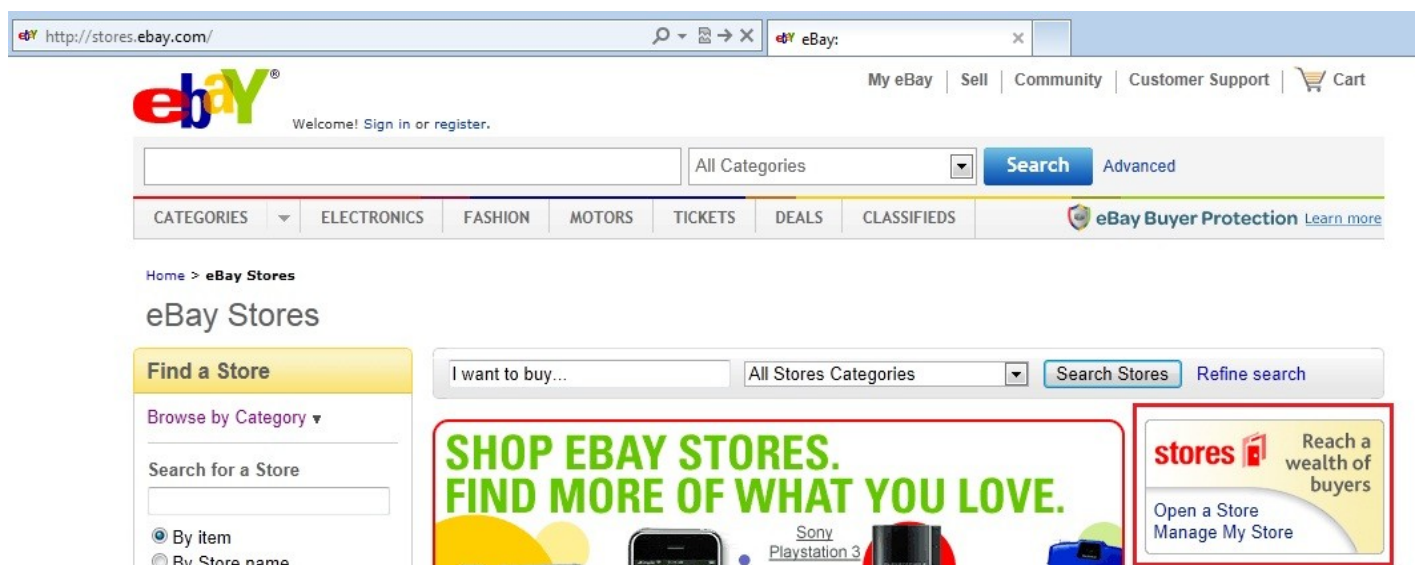 http://stores.ebay.com/
eBay:
ebay®
My eBay | Sell | Community | Customer Support | Cart
Welcome! Sign in or register.
All Categories
Search
Advanced
CATEGORIES
ELECTRONICS
FASHION
MOTORS
TICKETS
DEALS
CLASSIFIEDS
eBay Buyer Protection Learn more
Home > eBay Stores
eBay Stores
Find a Store
Browse by Category ▼
Search for a Store
By item
By Store name
I want to buy...
All Stores Categories
Search Stores
Refine search
SHOP EBAY STORES.
FIND MORE OF WHAT YOU LOVE.
Sony
Playstation 3
stores
Reach a
wealth of
buyers
Open a Store
Manage My Store